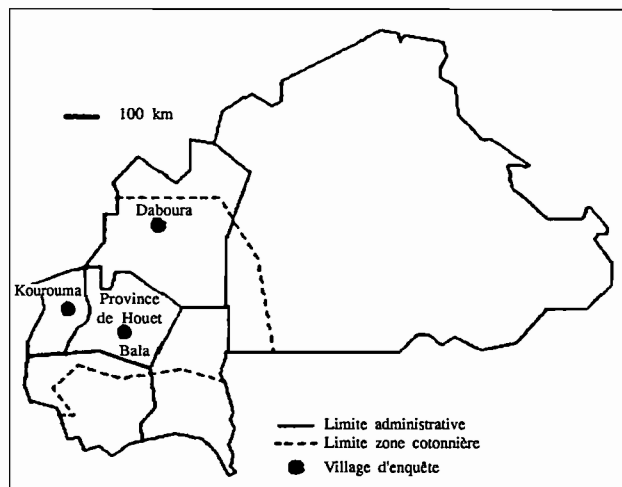 100 km
Daboura
Kourouma
Province
de Houet
Bala
Limite administrative
Limite zone cotonnière
Village d'enquête